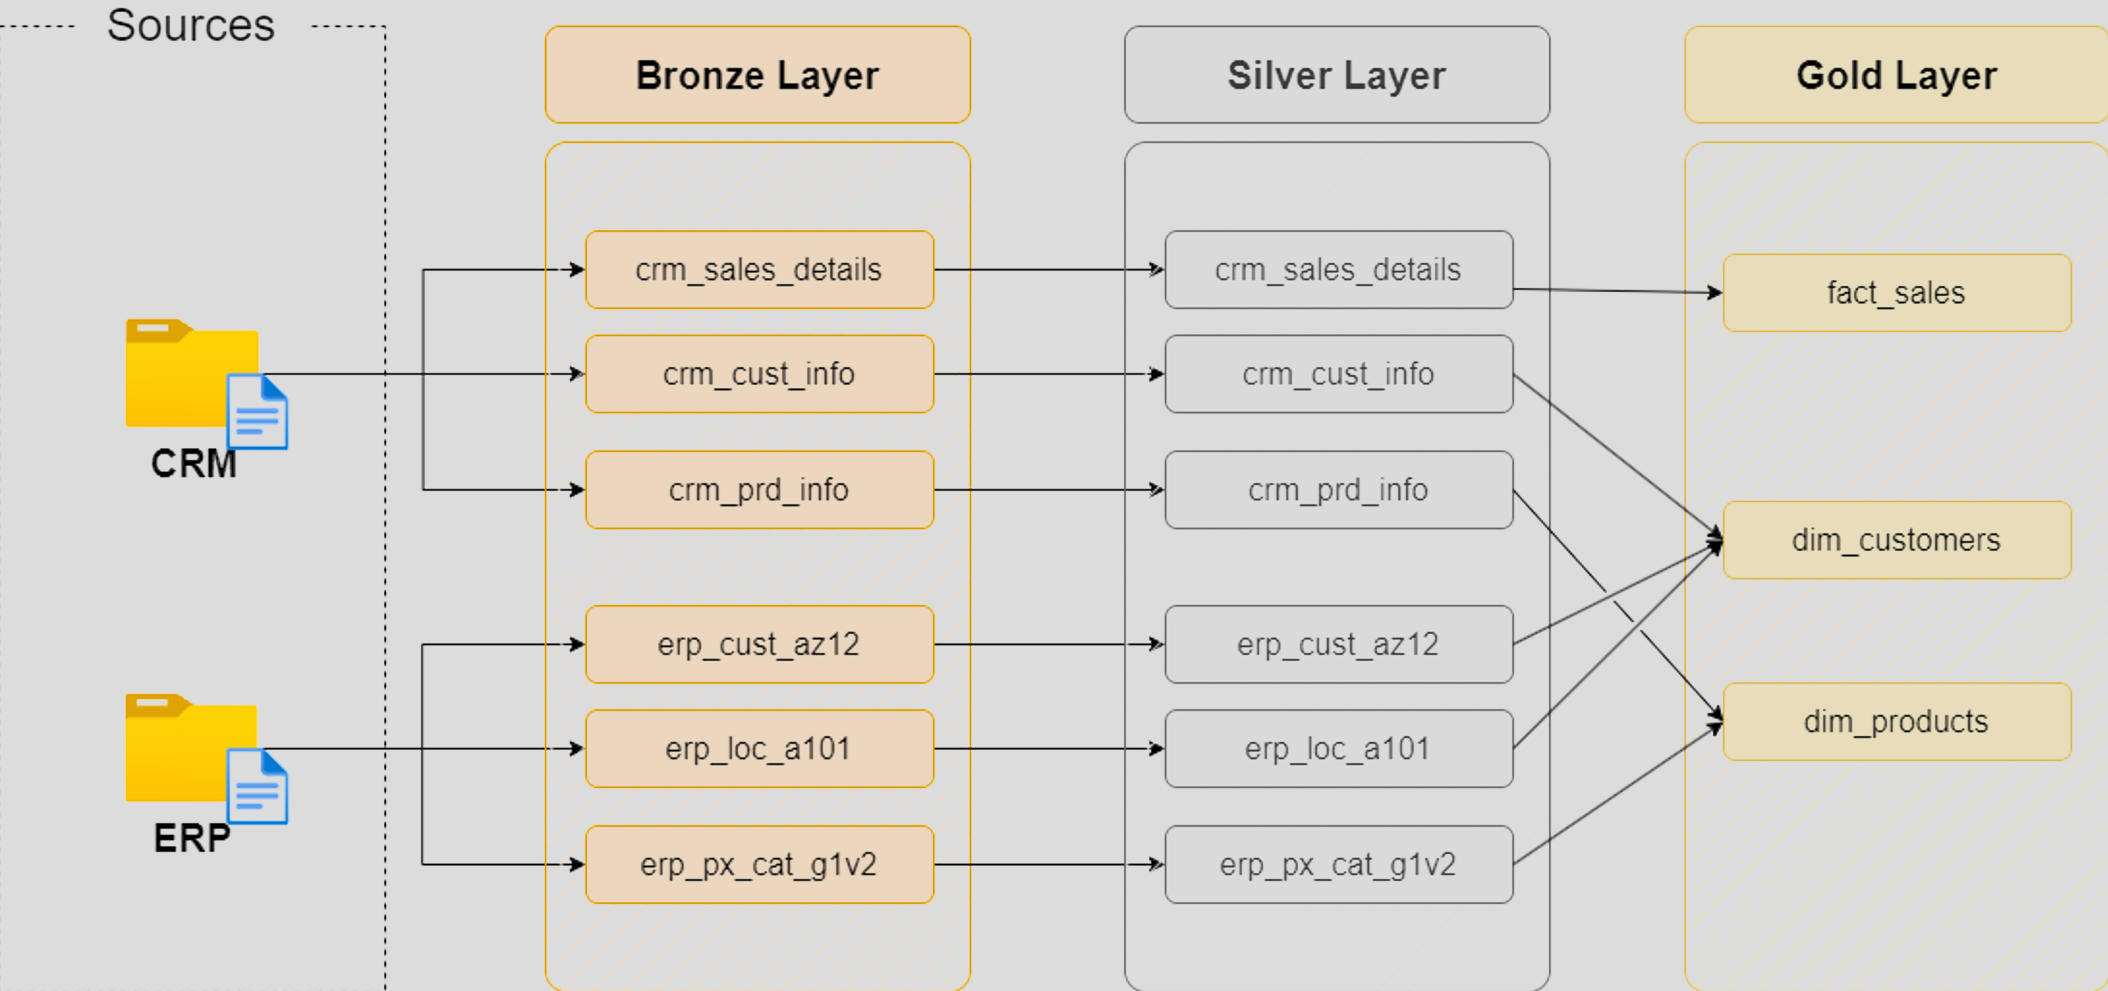 Sources
CRM
ERP
Bronze Layer
crm_sales_details
crm_cust_info
crm_prd_info
erp_cust_az12
erp_loc_a101
erp_px_cat_g1v2
Silver Layer
crm_sales_details
crm_cust_info
crm_prd_info
erp_cust_az12
erp_loc_a101
erp_px_cat_g1v2
Gold Layer
fact_sales
dim_customers
dim_products